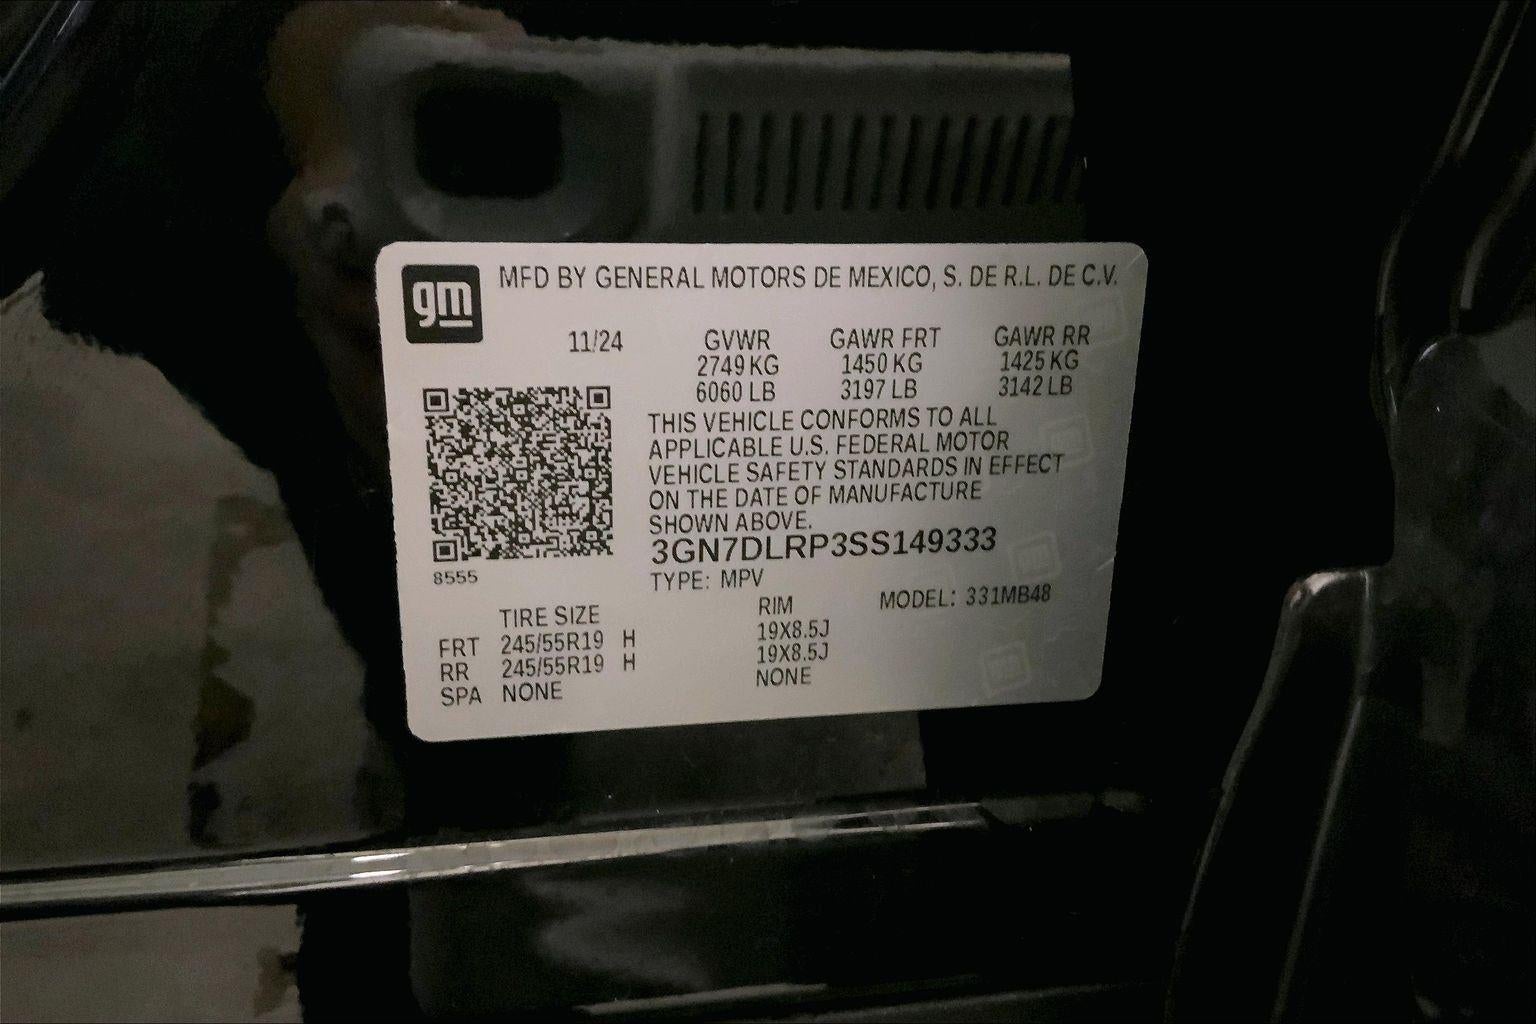 gm MFD BY GENERAL MOTORS DE MEXICO, S. DE R.L. DE C.V.
11/24 GVWR GAWR FRT GAWR RR
2749 KG 1450 KG 1425 KG
6060 LB 3197 LB 3142 LB
THIS VEHICLE CONFORMS TO ALL
APPLICABLE U.S. FEDERAL MOTOR
VEHICLE SAFETY STANDARDS IN EFFECT
ON THE DATE OF MANUFACTURE
SHOWN ABOVE.
3GN7DLRP3SS149333
8555 TYPE: MPV
TIRE SIZE RIM MODEL: 331MB48
FRT 245/55R19 H 19X8.5J
RR 245/55R19 H 19X8.5J
SPA NONE NONE